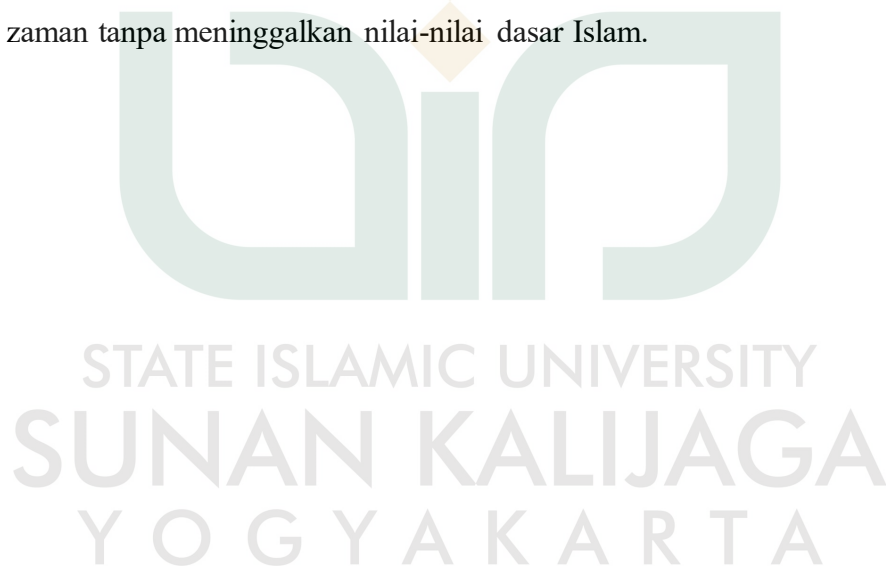 zaman tanpa meninggalkan nilai-nilai dasar Islam.
STATE ISLAMIC UNIVERSITY
SUNAN KALIJAGA
YOGYAKARTA